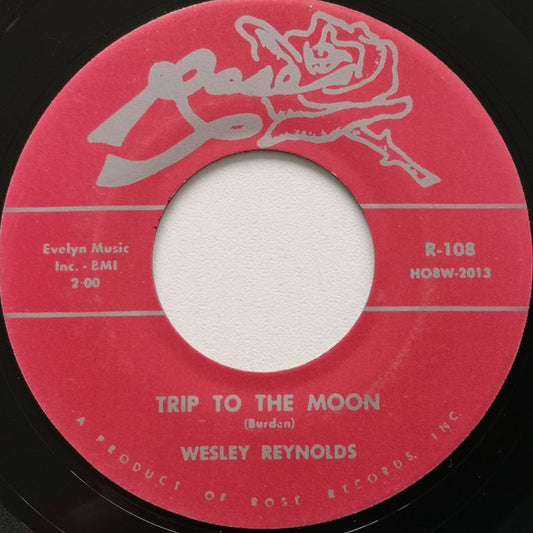 Rose
Evelyn Music
Inc. - BMI
2:00
R-108
HO8W-2013
TRIP TO THE MOON
(Burden)
WESLEY REYNOLDS
A PRODUCT OF ROSE RECORDS, INC.